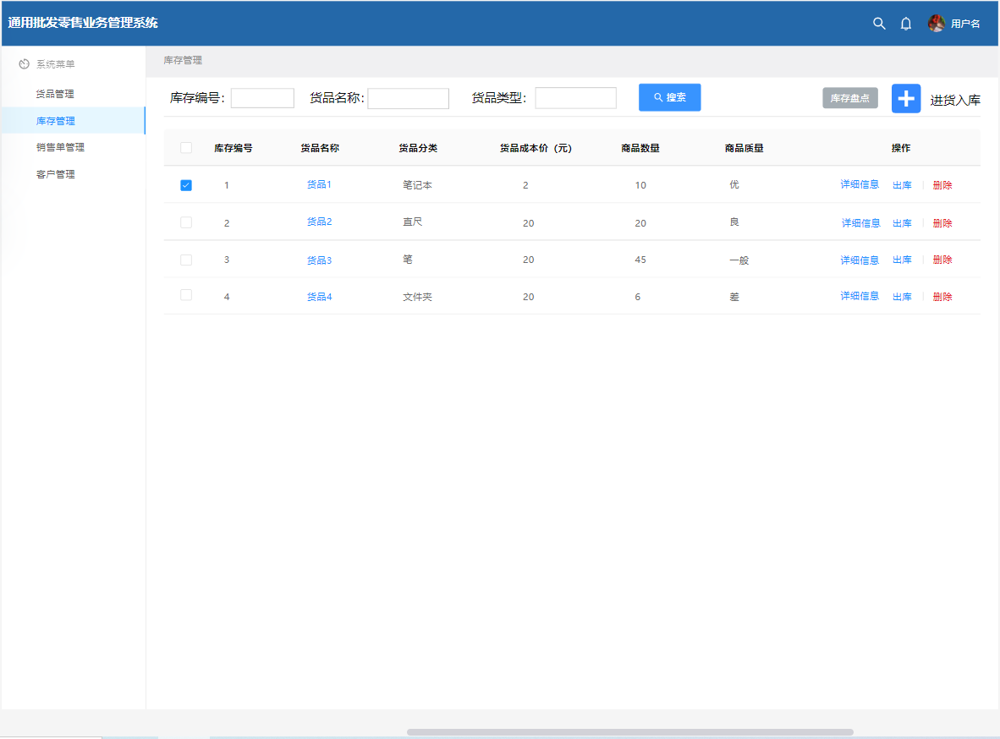 通用批发零售业务管理系统
用户名
系统菜单
货品管理
库存管理
销售单管理
客户管理
库存管理
库存编号: 货品名称: 货品类型: 搜索 库存盘点 进货入库
库存编号 货品名称 货品分类 货品成本价（元） 商品数量 商品质量 操作
1 货品1 笔记本 2 10 优 详细信息 出库 删除
2 货品2 直尺 20 20 良 详细信息 出库 删除
3 货品3 笔 20 45 一般 详细信息 出库 删除
4 货品4 文件夹 20 6 差 详细信息 出库 删除